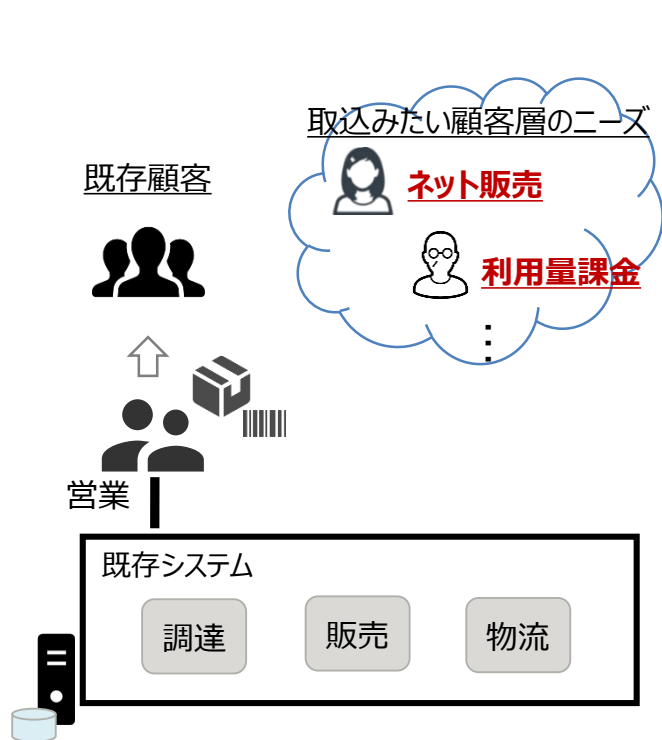 取込みたい顧客層のニーズ
既存顧客
ネット販売
利用量課金
⋮
営業
既存システム
調達
販売
物流